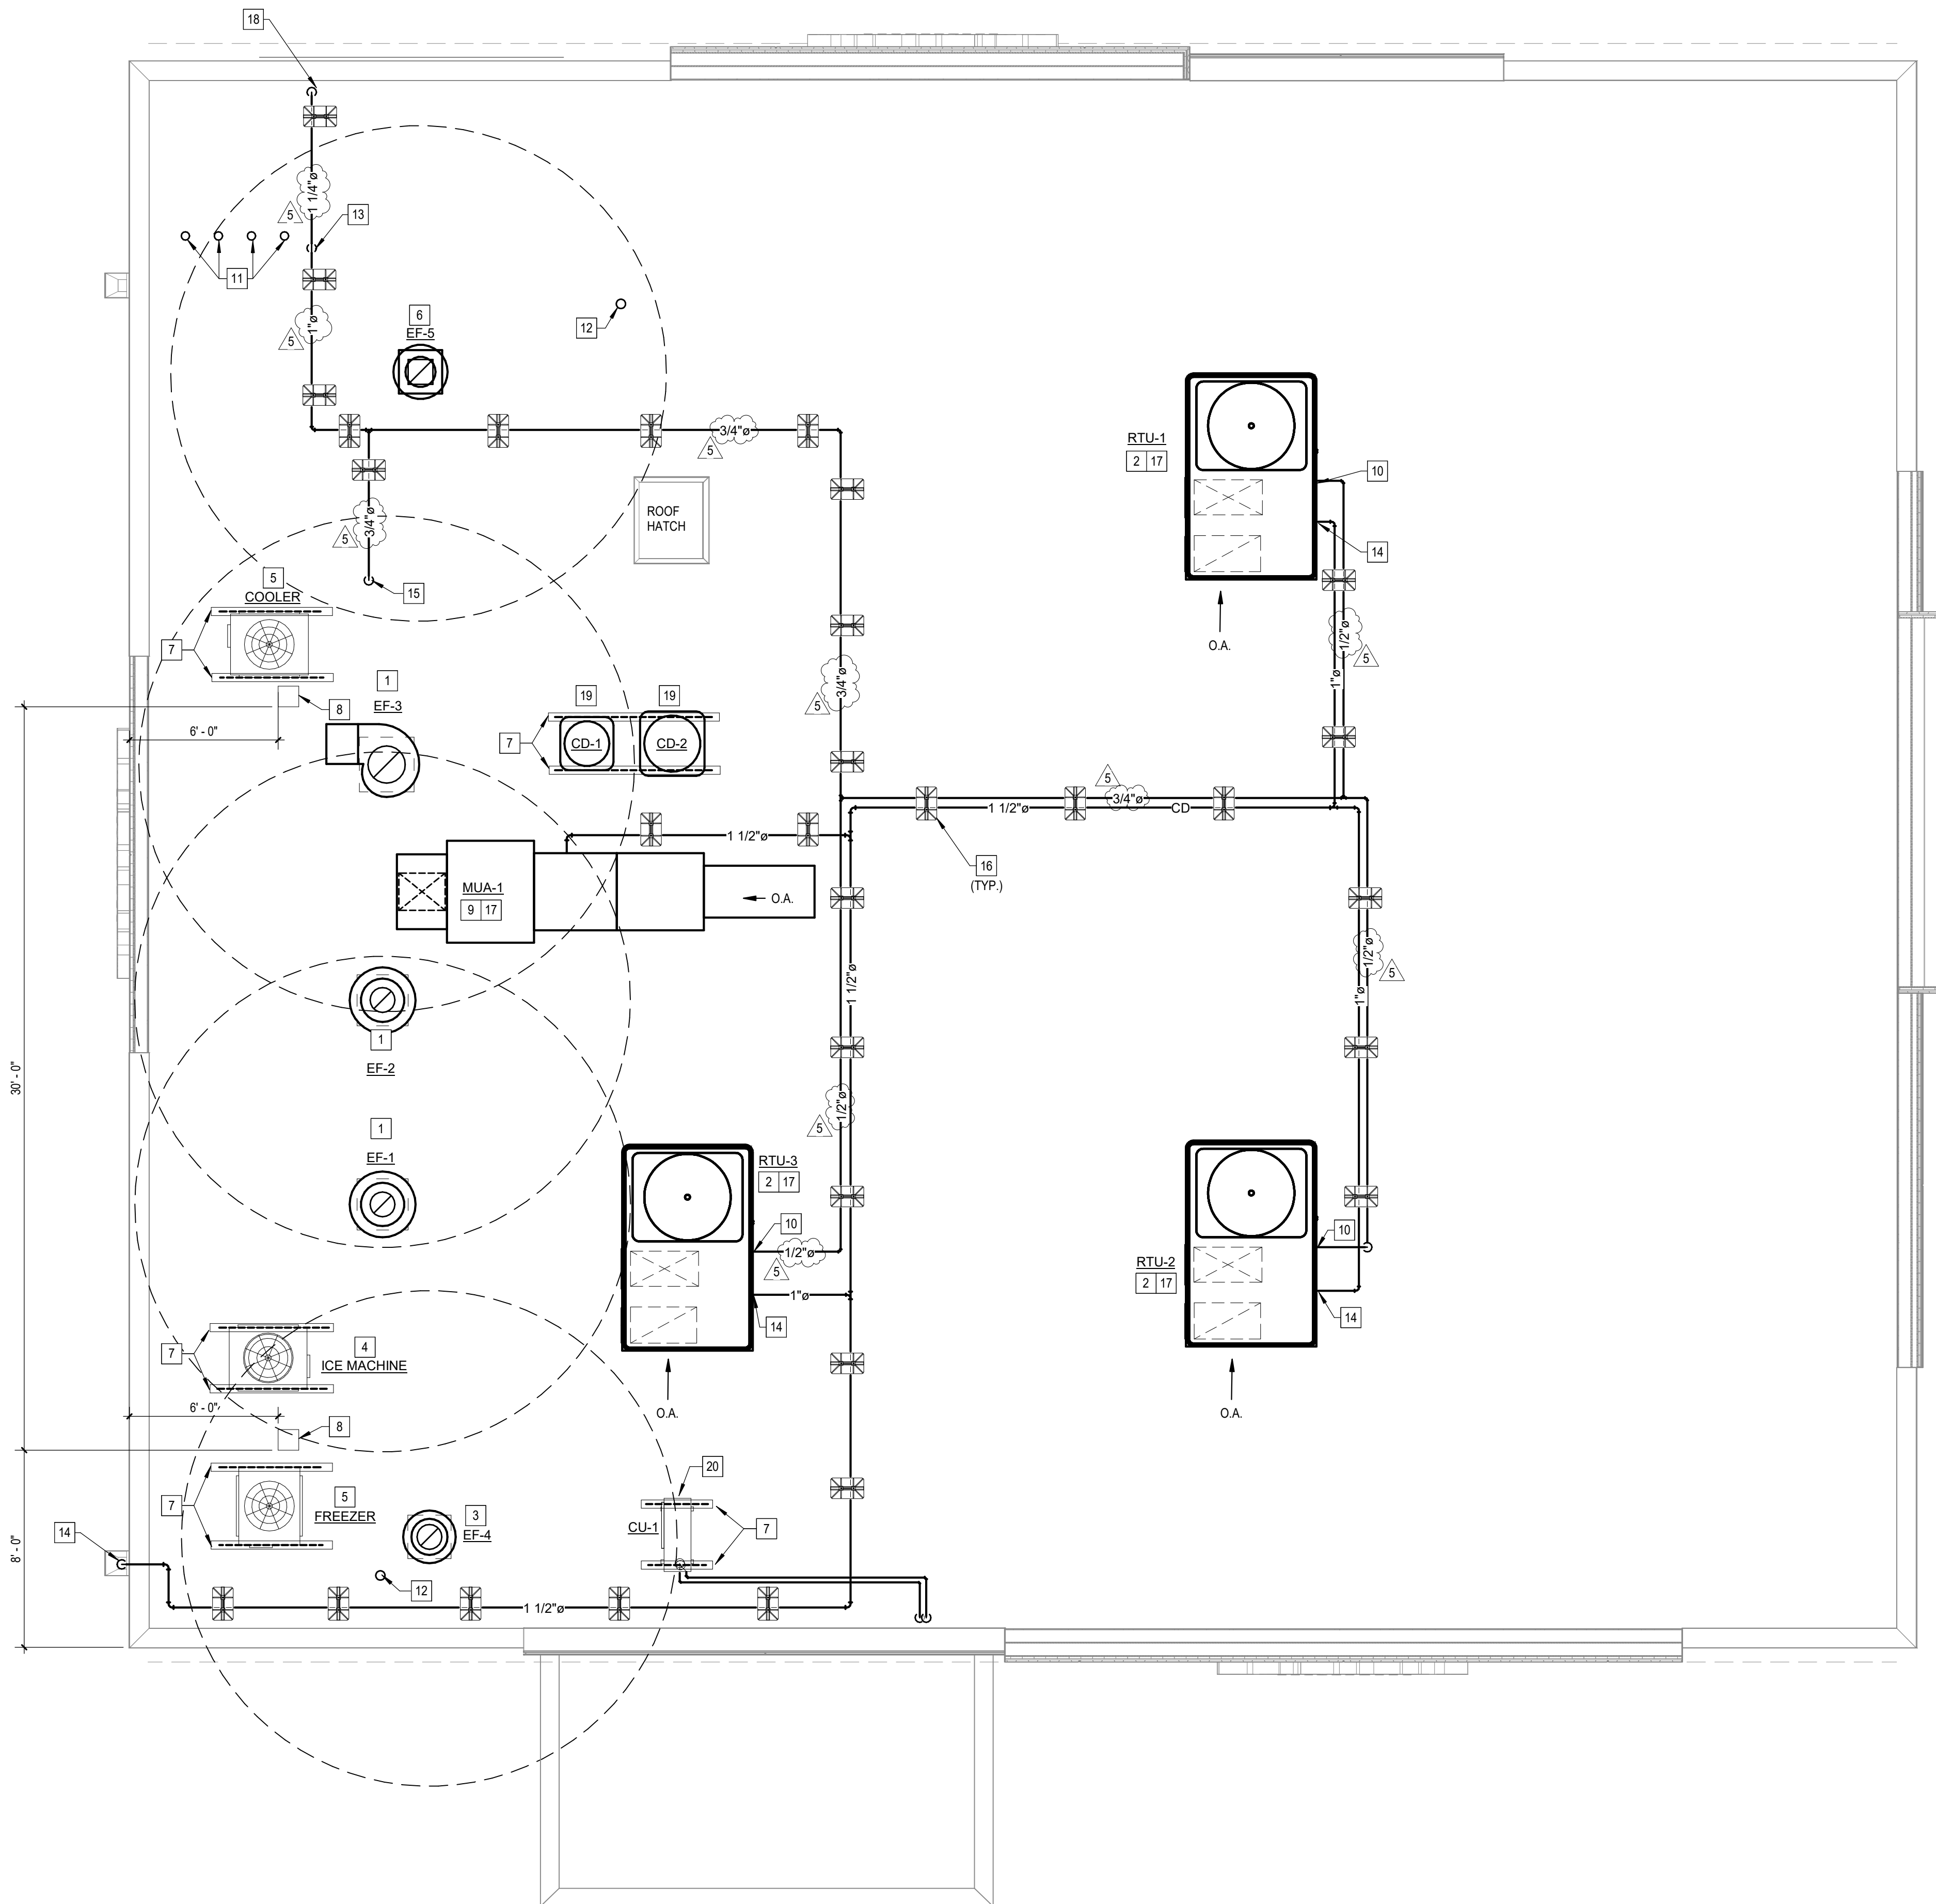 18
1 1/4"ø
5
13
11
1"ø
5
12
6
EF-5
3/4"ø
5
RTU-1
2 17
10
ROOF
HATCH
3/4"ø
5
14
15
5
COOLER
1/2"ø
5
O.A.
7
1"ø
1
EF-3
8
6' - 0"
19
19
3/4"ø
5
7
CD-1
CD-2
5
3/4"ø
1 1/2"ø
CD
1 1/2"ø
16
(TYP.)
MUA-1
9 17
O.A.
1/2"ø
5
1 1/2"ø
1"ø
1
EF-2
30' - 0"
1/2"ø
5
1
EF-1
RTU-3
2 17
10
1/2"ø
5
1"ø
14
RTU-2
2 17
10
14
7
4
ICE MACHINE
6' - 0"
O.A.
O.A.
8
20
7
5
FREEZER
3
EF-4
CU-1
7
14
8' - 0"
12
1 1/2"ø